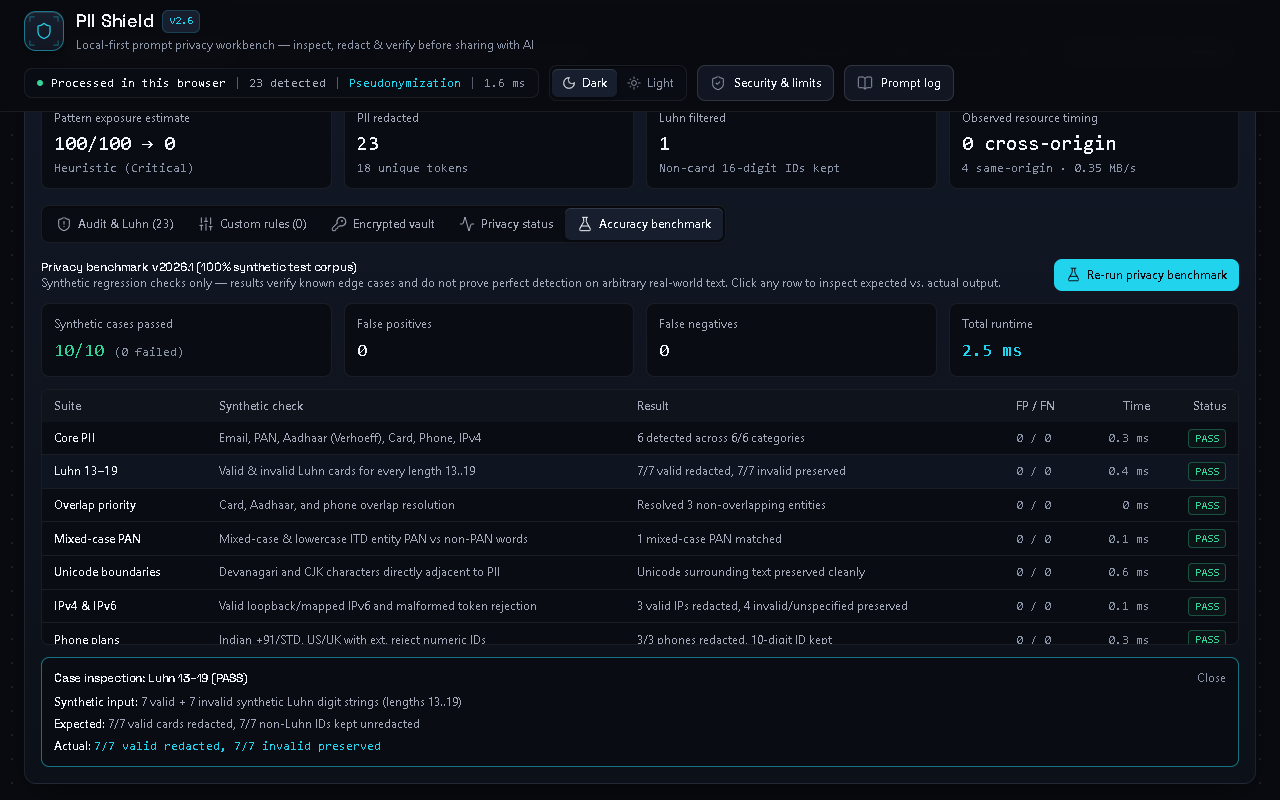 PII Shield v2.6
Local-first prompt privacy workbench — inspect, redact & verify before sharing with AI
Processed in this browser | 23 detected | Pseudonymization | 1.6 ms
Dark
Light
Security & limits
Prompt log
Pattern exposure estimate
100/100 → 0
Heuristic (Critical)
PII redacted
23
18 unique tokens
Luhn filtered
1
Non-card 16-digit IDs kept
Observed resource timing
0 cross-origin
4 same-origin · 0.35 MB/s
Audit & Luhn (23)
Custom rules (0)
Encrypted vault
Privacy status
Accuracy benchmark
Privacy benchmark v2026.1 (100% synthetic test corpus)
Synthetic regression checks only — results verify known edge cases and do not prove perfect detection on arbitrary real-world text. Click any row to inspect expected vs. actual output.
Re-run privacy benchmark
Synthetic cases passed
10/10 (0 failed)
False positives
0
False negatives
0
Total runtime
2.5 ms
Suite Synthetic check Result FP / FN Time Status
Core PII Email, PAN, Aadhaar (Verhoeff), Card, Phone, IPv4 6 detected across 6/6 categories 0 / 0 0.3 ms PASS
Luhn 13–19 Valid & invalid Luhn cards for every length 13..19 7/7 valid redacted, 7/7 invalid preserved 0 / 0 0.4 ms PASS
Overlap priority Card, Aadhaar, and phone overlap resolution Resolved 3 non-overlapping entities 0 / 0 0 ms PASS
Mixed-case PAN Mixed-case & lowercase ITD entity PAN vs non-PAN words 1 mixed-case PAN matched 0 / 0 0.1 ms PASS
Unicode boundaries Devanagari and CJK characters directly adjacent to PII Unicode surrounding text preserved cleanly 0 / 0 0.6 ms PASS
IPv4 & IPv6 Valid loopback/mapped IPv6 and malformed token rejection 3 valid IPs redacted, 4 invalid/unspecified preserved 0 / 0 0.1 ms PASS
Phone plans Indian +91/STD, US/UK with ext, reject numeric IDs 3/3 phones redacted, 10-digit ID kept 0 / 0 0.3 ms PASS
Case inspection: Luhn 13–19 (PASS)
Close
Synthetic input: 7 valid + 7 invalid synthetic Luhn digit strings (lengths 13..19)
Expected: 7/7 valid cards redacted, 7/7 non-Luhn IDs kept unredacted
Actual: 7/7 valid redacted, 7/7 invalid preserved